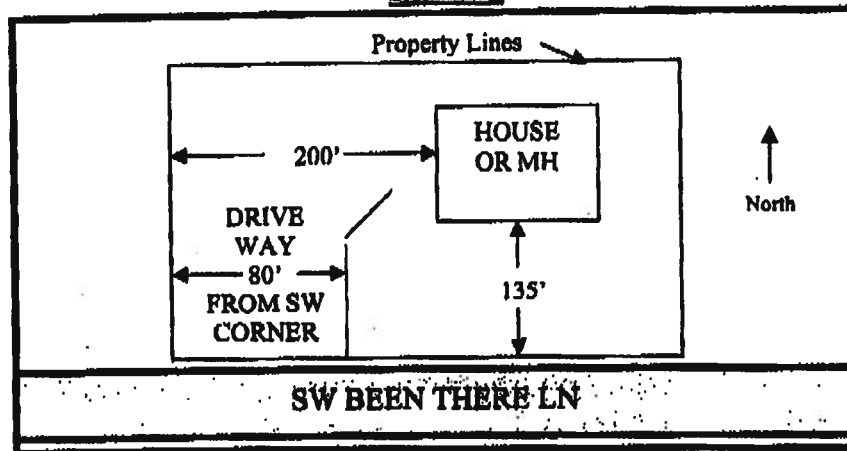 Property Lines
HOUSE
OR MH
200'
North
DRIVE
WAY
80'
FROM SW
CORNER
135'
SW BEEN THERE LN